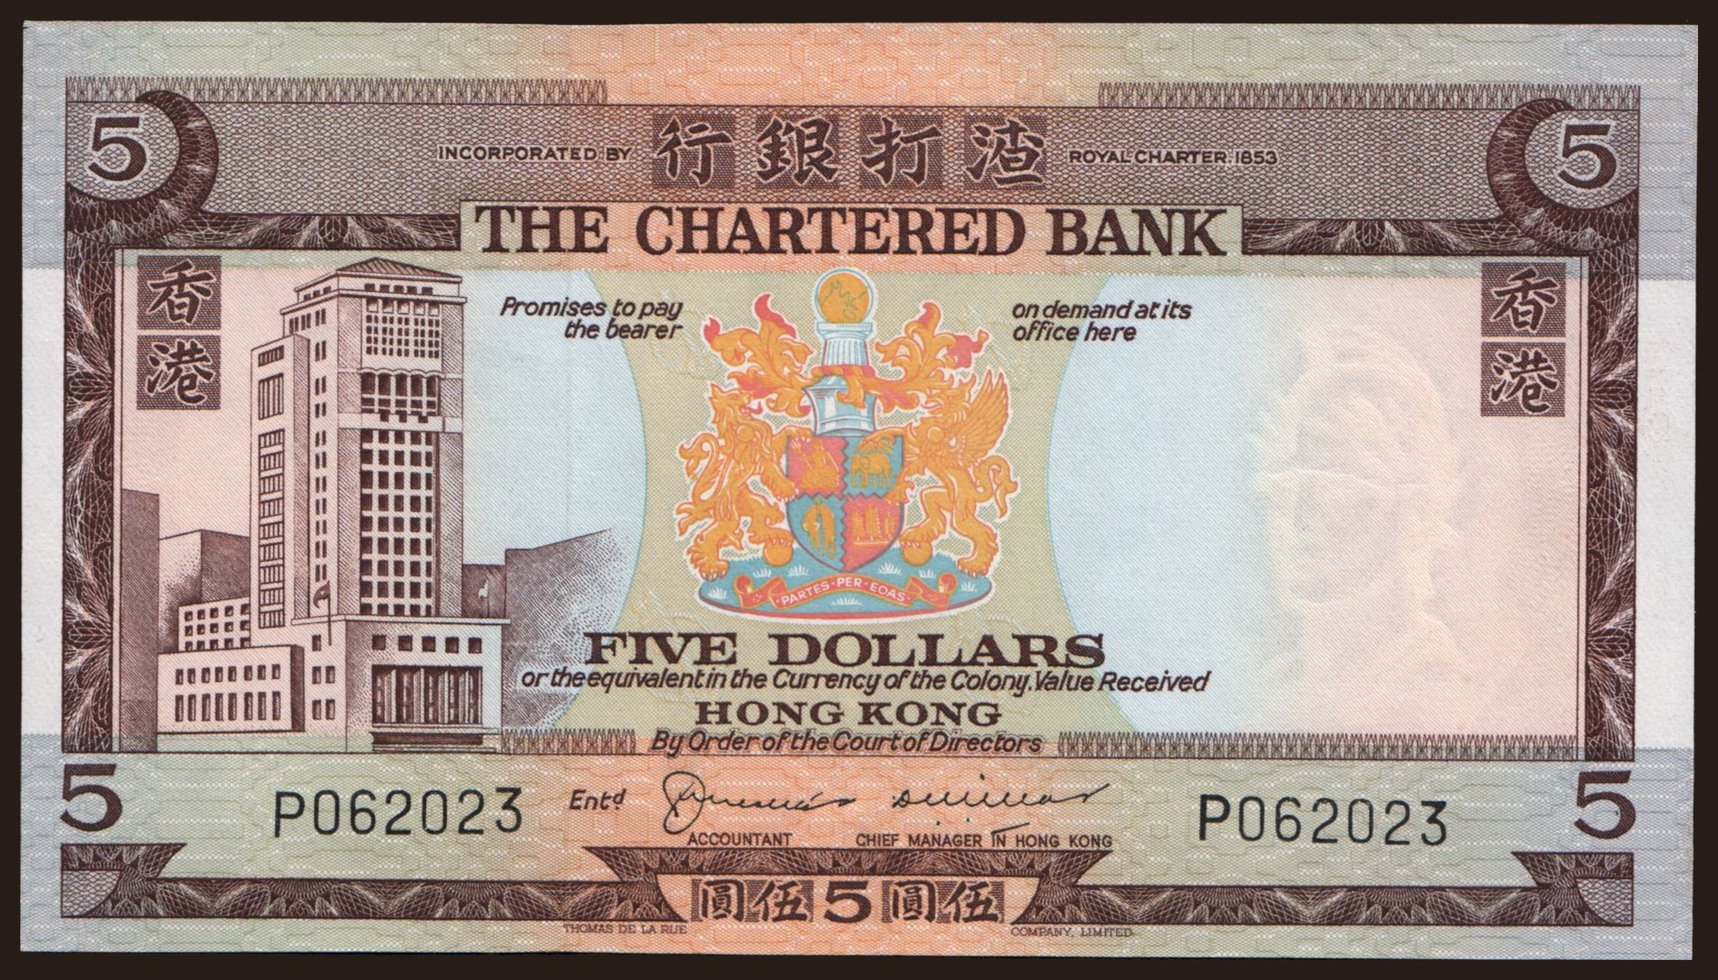 5 5
INCORPORATED BY 行銀打渣 ROYAL CHARTER. 1853
THE CHARTERED BANK
香港 香港
Promises to pay on demand at its
the bearer office here
PARTES·PER·EOAS
FIVE DOLLARS
or the equivalent in the Currency of the Colony. Value Received
HONG KONG
By Order of the Court of Directors
5 5
P062023 Entd P062023
ACCOUNTANT CHIEF MANAGER IN HONG KONG
圓伍 5 圓伍
THOMAS DE LA RUE COMPANY, LIMITED.